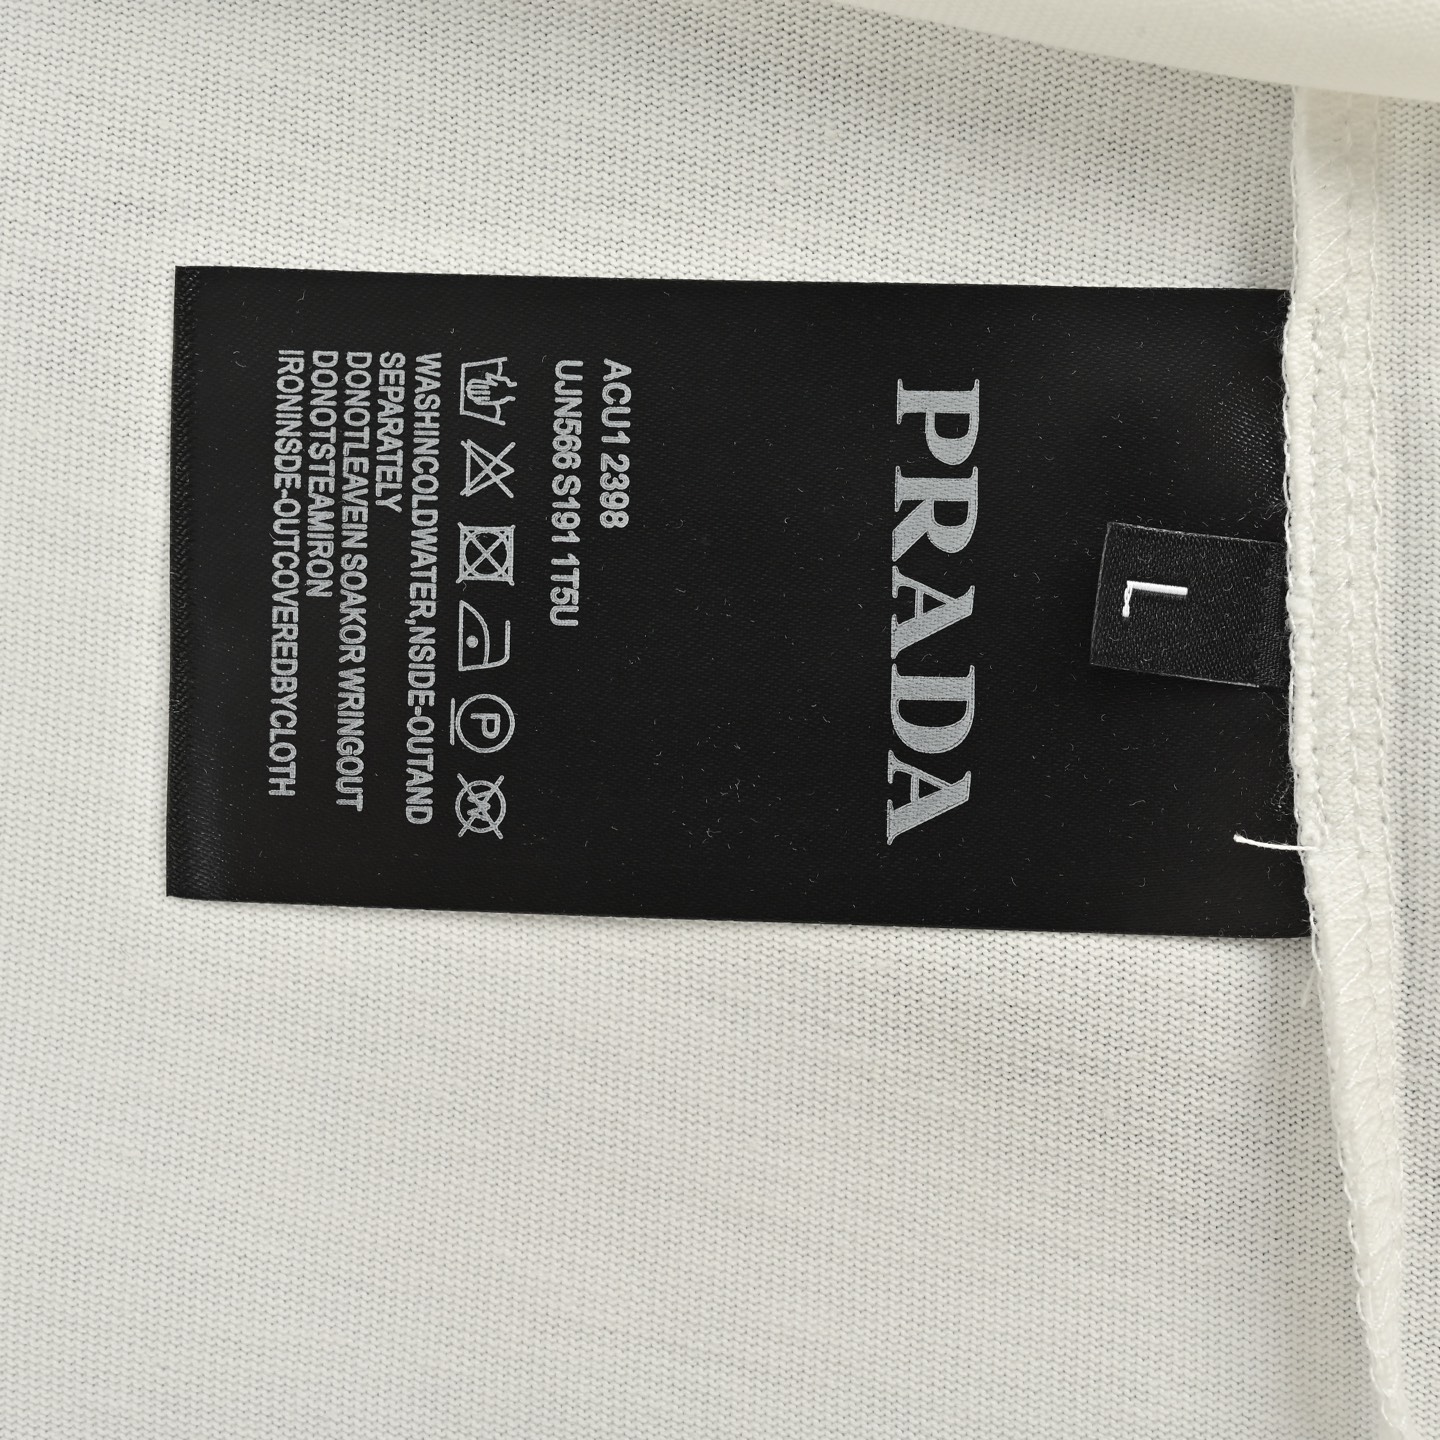 L
PRADA
ACU1 2398
UJN566 S191 1T5U
P
W
WASHINCOLDWATER,NSIDE-OUTAND
SEPARATELY
DONOTLEAVEIN SOAKOR WRINGOUT
DONOTSTEAMIRON
IRONINSDE-OUTCOVEREDBYCLOTH